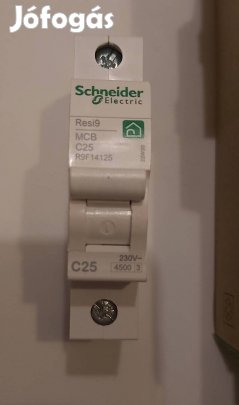 Jófogás
Schneider
Electric
Resi9
MCB
C25
R9F14125
C25
230V~
4500 3